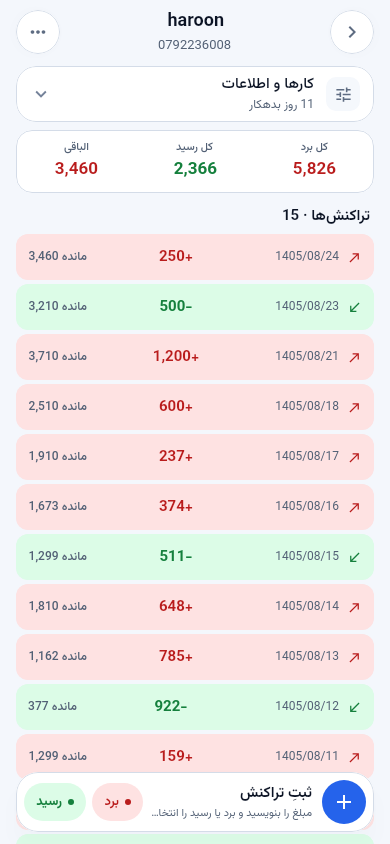 haroon
0792236008
کارها و اطلاعات
11 روز بدهکار
کل برد کل رسید الباقی
5,826 2,366 3,460
تراکنش‌ها · 15
1405/08/24 +250 مانده 3,460
1405/08/23 −500 مانده 3,210
1405/08/21 +1,200 مانده 3,710
1405/08/18 +600 مانده 2,510
1405/08/17 +237 مانده 1,910
1405/08/16 +374 مانده 1,673
1405/08/15 −511 مانده 1,299
1405/08/14 +648 مانده 1,810
1405/08/13 +785 مانده 1,162
1405/08/12 −922 مانده 377
1405/08/11 +159 مانده 1,299
ثبتِ تراکنش
مبلغ را بنویسید و برد یا رسید را انتخا...
برد
رسید